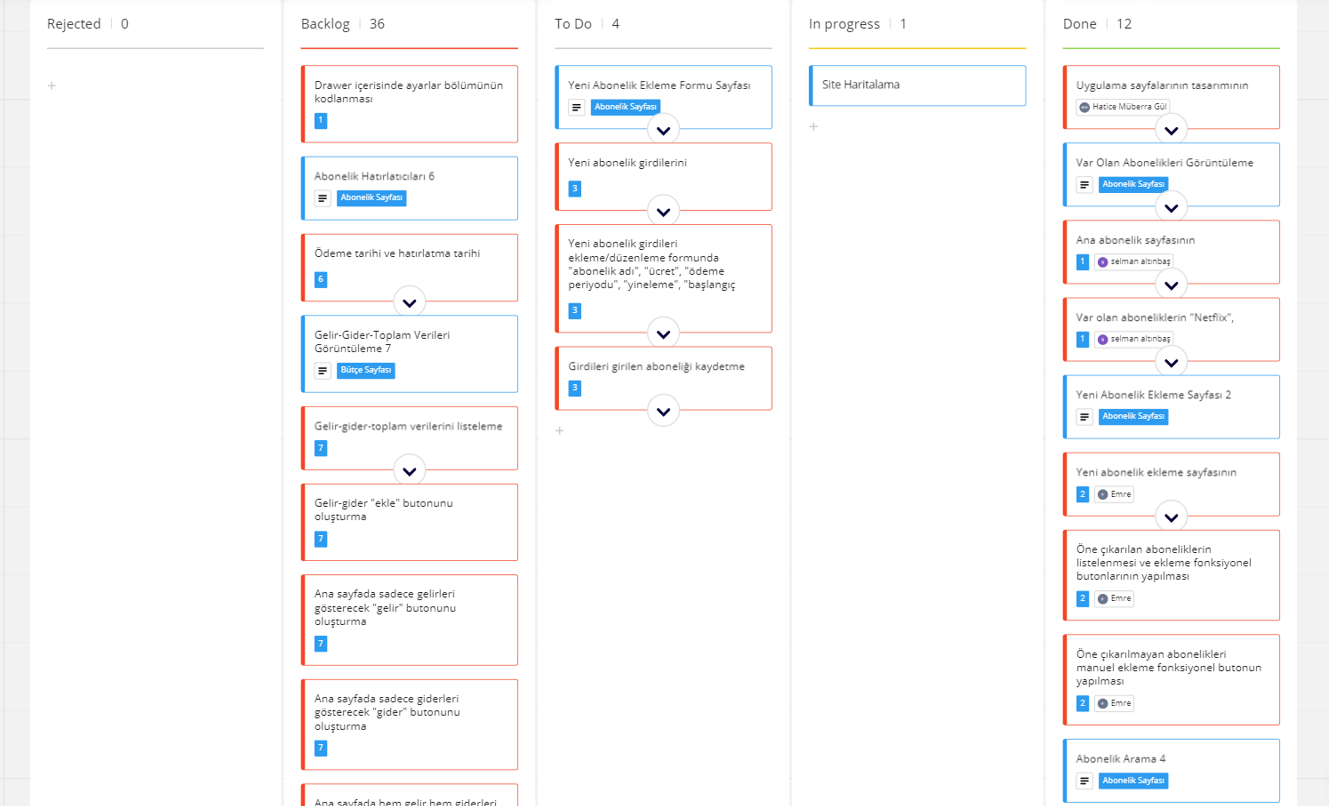 Rejected 0
Backlog 36
To Do 4
In progress 1
Done 12
Drawer içerisinde ayarlar bölümünün
kodlanması
1
Abonelik Hatırlatıcıları 6
Abonelik Sayfası
Ödeme tarihi ve hatırlatma tarihi
6
Gelir-Gider-Toplam Verileri
Görüntüleme 7
Bütçe Sayfası
Gelir-gider-toplam verilerini listeleme
7
Gelir-gider "ekle" butonunu
oluşturma
7
Ana sayfada sadece gelirleri
gösterecek "gelir" butonunu
oluşturma
7
Ana sayfada sadece giderleri
gösterecek "gider" butonunu
oluşturma
7
Ana sayfada hem gelir hem giderleri
Yeni Abonelik Ekleme Formu Sayfası
Abonelik Sayfası
Yeni abonelik girdilerini
3
Yeni abonelik girdileri
ekleme/düzenleme formunda
"abonelik adı", "ücret", "ödeme
periyodu", "yineleme", "başlangıç
3
Girdileri girilen aboneliği kaydetme
3
Site Haritalama
Uygulama sayfalarının tasarımının
Hatice Müberra Gül
Var Olan Abonelikleri Görüntüleme
Abonelik Sayfası
Ana abonelik sayfasının
1 selman altınbaş
Var olan aboneliklerin "Netflix",
1 selman altınbaş
Yeni Abonelik Ekleme Sayfası 2
Abonelik Sayfası
Yeni abonelik ekleme sayfasının
2 Emre
Öne çıkarılan aboneliklerin
listelenmesi ve ekleme fonksiyonel
butonlarının yapılması
2 Emre
Öne çıkarılmayan abonelikleri
manuel ekleme fonksiyonel butonun
yapılması
2 Emre
Abonelik Arama 4
Abonelik Sayfası